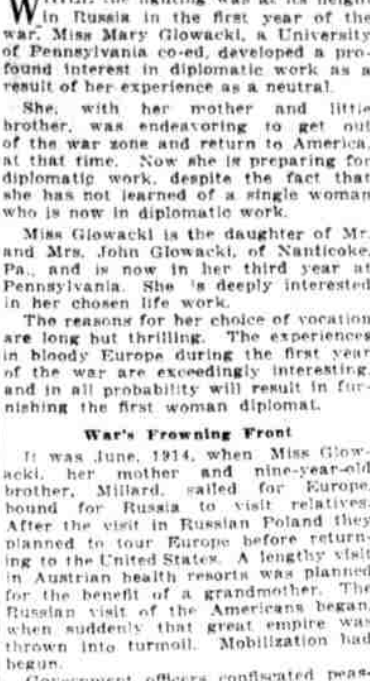 in Russia in the first year of the
war, Miss Mary Glowacki, a University
of Pennsylvania co-ed, developed a pro-
found interest in diplomatic work as a
result of her experience as a neutral.
She, with her mother and little
brother, was endeavoring to get out
of the war zone and return to America,
at that time. Now she is preparing for
diplomatic work, despite the fact that
she has not learned of a single woman
who is now in diplomatic work.
Miss Glowacki is the daughter of Mr.
and Mrs. John Glowacki, of Nanticoke,
Pa., and is now in her third year at
Pennsylvania. She is deeply interested
in her chosen life work.
The reasons for her choice of vocation
are long but thrilling. The experiences
in bloody Europe during the first year
of the war are exceedingly interesting,
and in all probability will result in fur-
nishing the first woman diplomat.
War's Frowning Front
It was June, 1914, when Miss Glow-
acki, her mother and nine-year-old
brother, Millard, sailed for Europe,
bound for Russia to visit relatives.
After the visit in Russian Poland they
planned to tour Europe before return-
ing to the United States. A lengthy visit
in Austrian health resorts was planned
for the benefit of a grandmother. The
Russian visit of the Americans began,
when suddenly that great empire was
thrown into turmoil. Mobilization had
begun.
Government officers confiscated peas-